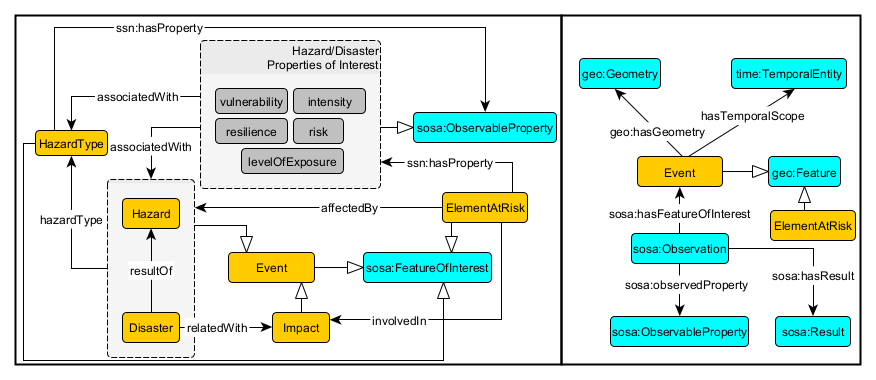 ssn:hasProperty
Hazard/Disaster
Properties of Interest
associatedWith
vulnerability
intensity
resilience
risk
levelOfExposure
sosa:ObservableProperty
HazardType
associatedWith
ssn:hasProperty
hazardType
Hazard
affectedBy
ElementAtRisk
resultOf
Event
sosa:FeatureOfInterest
Disaster
relatedWith
Impact
involvedIn
geo:Geometry
time:TemporalEntity
hasTemporalScope
geo:hasGeometry
Event
geo:Feature
sosa:hasFeatureOfInterest
ElementAtRisk
sosa:Observation
sosa:observedProperty
sosa:hasResult
sosa:ObservableProperty
sosa:Result